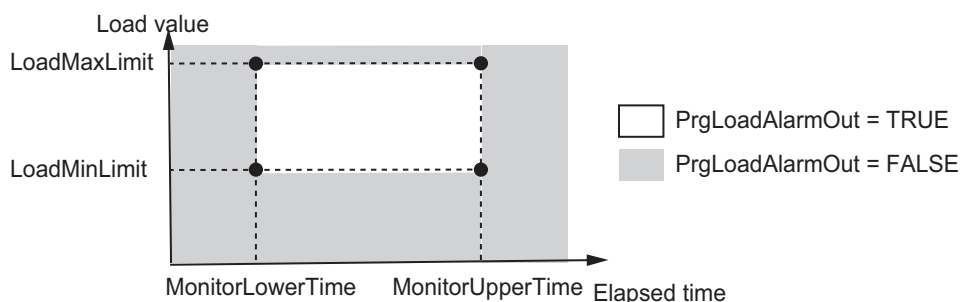 Load value
LoadMaxLimit
LoadMinLimit
PrgLoadAlarmOut = TRUE
PrgLoadAlarmOut = FALSE
MonitorLowerTime
MonitorUpperTime
Elapsed time